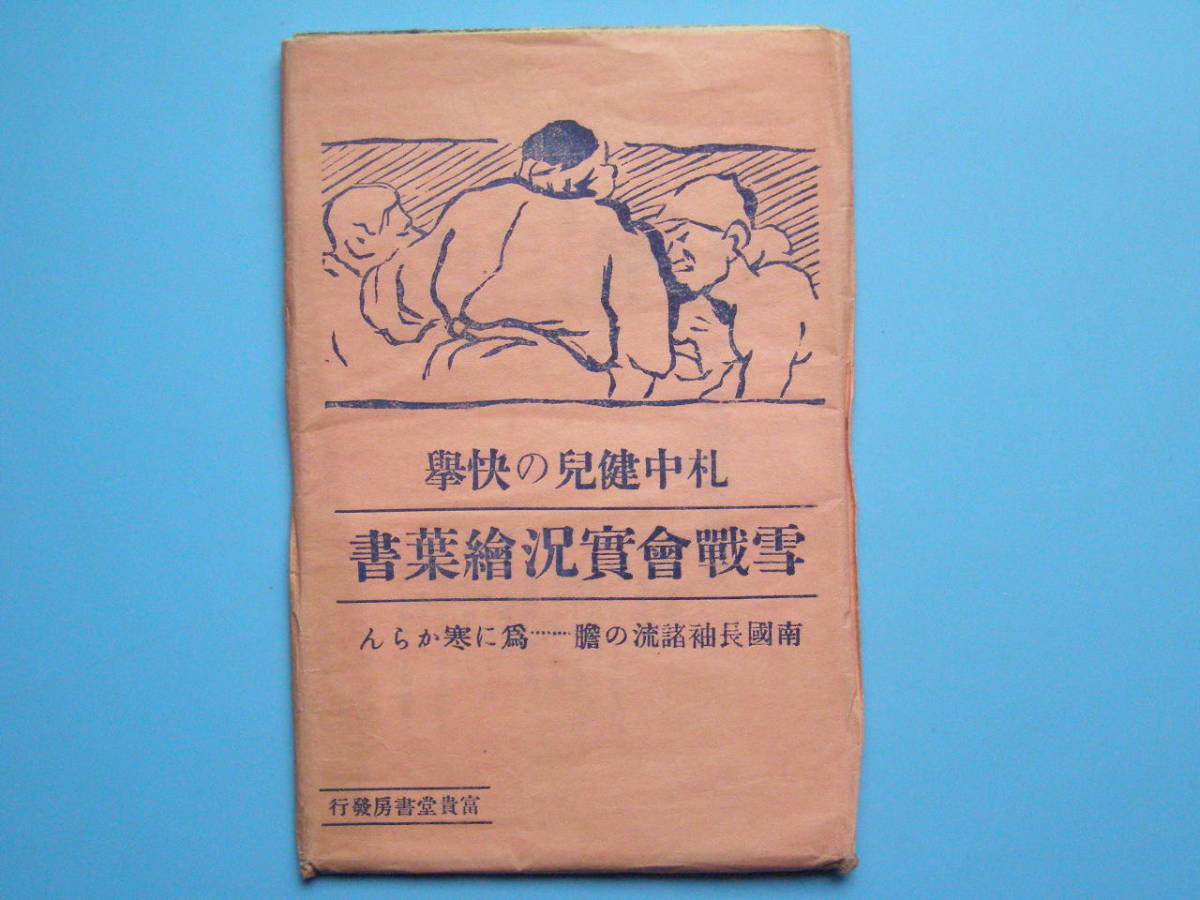 札中健兒の快擧
雪戰會實況繪葉書
南國長袖諸流の膽………爲に寒からん
富貴堂書房發行